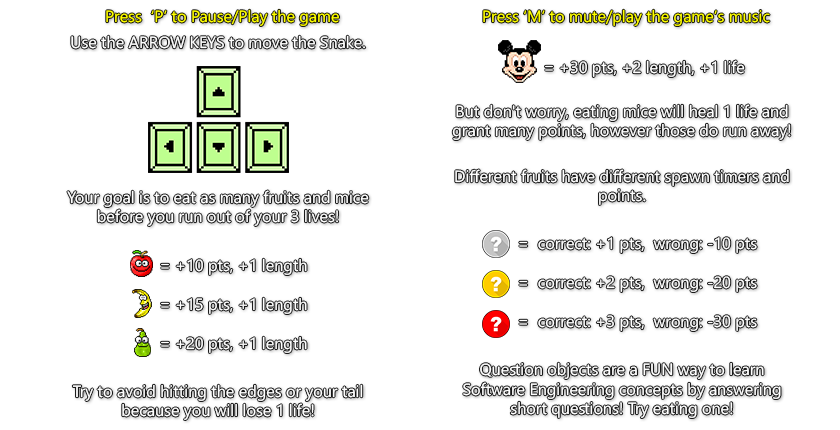 Press ‘P’ to Pause/Play the game
Use the ARROW KEYS to move the Snake.
Your goal is to eat as many fruits and mice
before you run out of your 3 lives!
= +10 pts, +1 length
= +15 pts, +1 length
= +20 pts, +1 length
Try to avoid hitting the edges or your tail
because you will lose 1 life!
Press ‘M’ to mute/play the game’s music
= +30 pts, +2 length, +1 life
But don't worry, eating mice will heal 1 life and
grant many points, however those do run away!
Different fruits have different spawn timers and
points.
? = correct: +1 pts, wrong: -10 pts
? = correct: +2 pts, wrong: -20 pts
? = correct: +3 pts, wrong: -30 pts
Question objects are a FUN way to learn
Software Engineering concepts by answering
short questions! Try eating one!